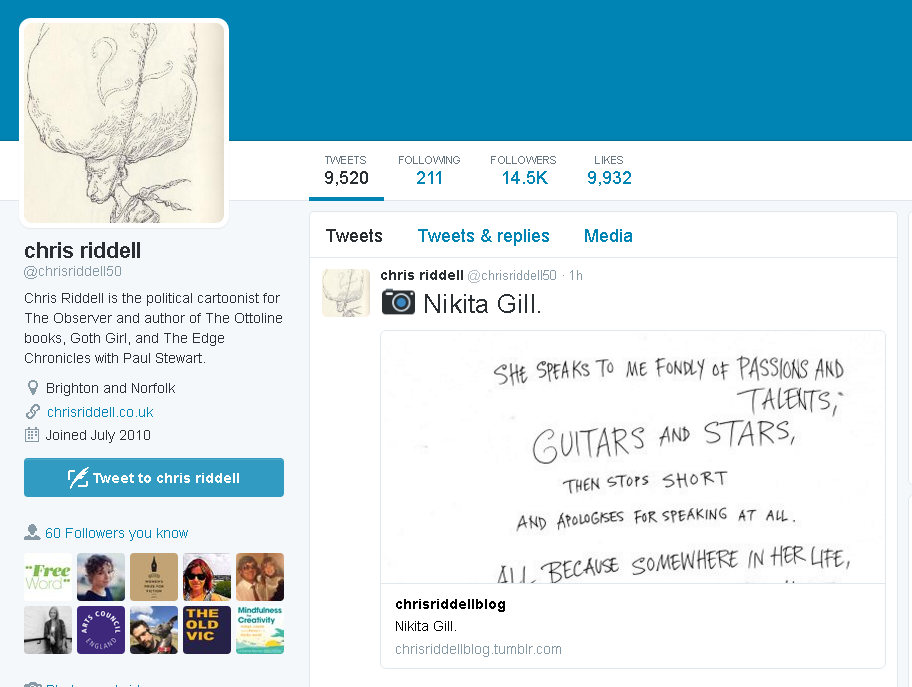 TWEETS
9,520
FOLLOWING
211
FOLLOWERS
14.5K
LIKES
9,932
chris riddell
@chrisriddell50
Chris Riddell is the political cartoonist for
The Observer and author of The Ottoline
books, Goth Girl, and The Edge
Chronicles with Paul Stewart.
Brighton and Norfolk
chrisriddell.co.uk
Joined July 2010
Tweet to chris riddell
60 Followers you know
"Free
Word"
WOMEN'S
PRIZE FOR
FICTION
ARTS COUNCIL
ENGLAND
THE
OLD
VIC
Mindfulness
Creativity
Tweets
Tweets & replies
Media
chris riddell @chrisriddell50 · 1h
Nikita Gill.
SHE SPEAKS TO ME FONDLY OF PASSIONS AND
TALENTS,
GUITARS AND STARS,
THEN STOPS SHORT
AND APOLOGISES FOR SPEAKING AT ALL.
ALL BECAUSE SOMEWHERE IN HER LIFE,
chrisriddellblog
Nikita Gill.
chrisriddellblog.tumblr.com